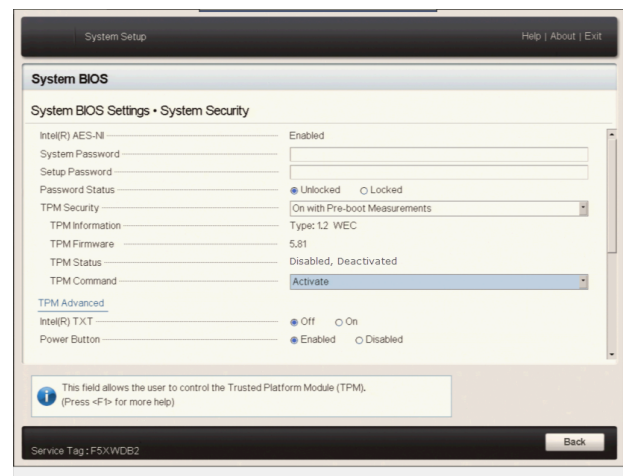 System Setup
Help | About | Exit
System BIOS
System BIOS Settings • System Security
Intel(R) AES-NI Enabled
System Password
Setup Password
Password Status Unlocked Locked
TPM Security On with Pre-boot Measurements
TPM Information Type: 1.2 WEC
TPM Firmware 5.81
TPM Status Disabled, Deactivated
TPM Command Activate
TPM Advanced
Intel(R) TXT Off On
Power Button Enabled Disabled
This field allows the user to control the Trusted Platform Module (TPM).
(Press <F1> for more help)
Service Tag : F5XWDB2
Back